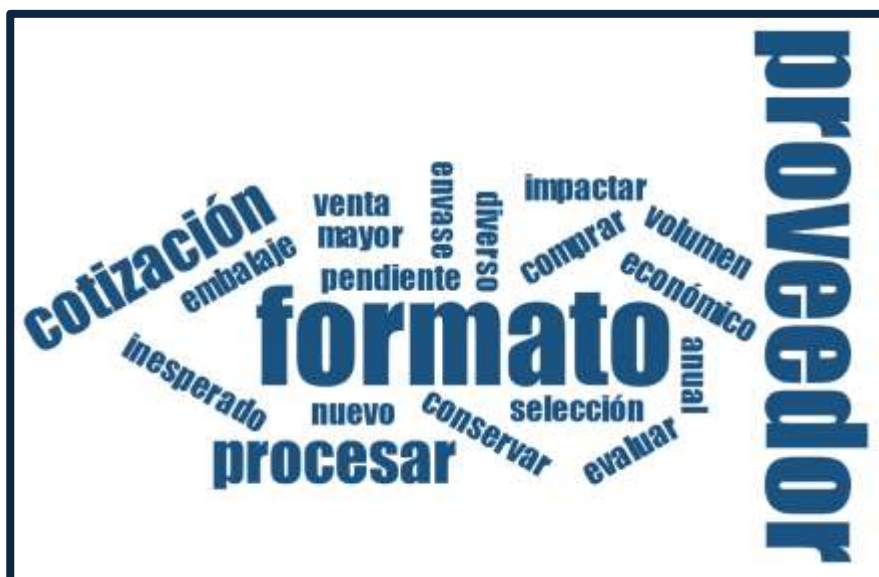 proveedor
envase
impactar
cotización
venta
diverso
volumen
mayor
comprar
embalaje
económico
pendiente
formato
anual
inesperado
nuevo
conservar
selección
evaluar
procesar